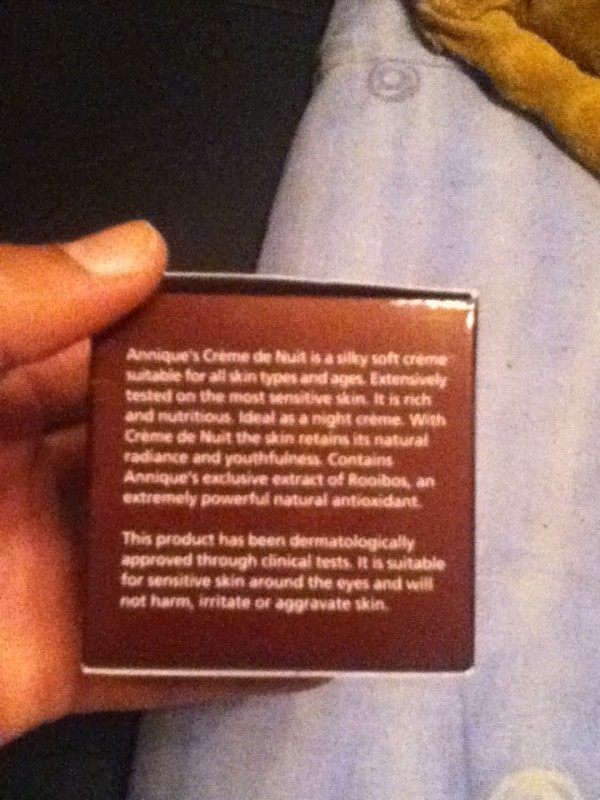 Annique's Crème de Nuit is a silky soft crème
suitable for all skin types and ages. Extensively
tested on the most sensitive skin. It is rich
and nutritious. Ideal as a night crème. With
Crème de Nuit the skin retains its natural
radiance and youthfulness. Contains
Annique's exclusive extract of Rooibos, an
extremely powerful natural antioxidant.
This product has been dermatologically
approved through clinical tests. It is suitable
for sensitive skin around the eyes and will
not harm, irritate or aggravate skin.